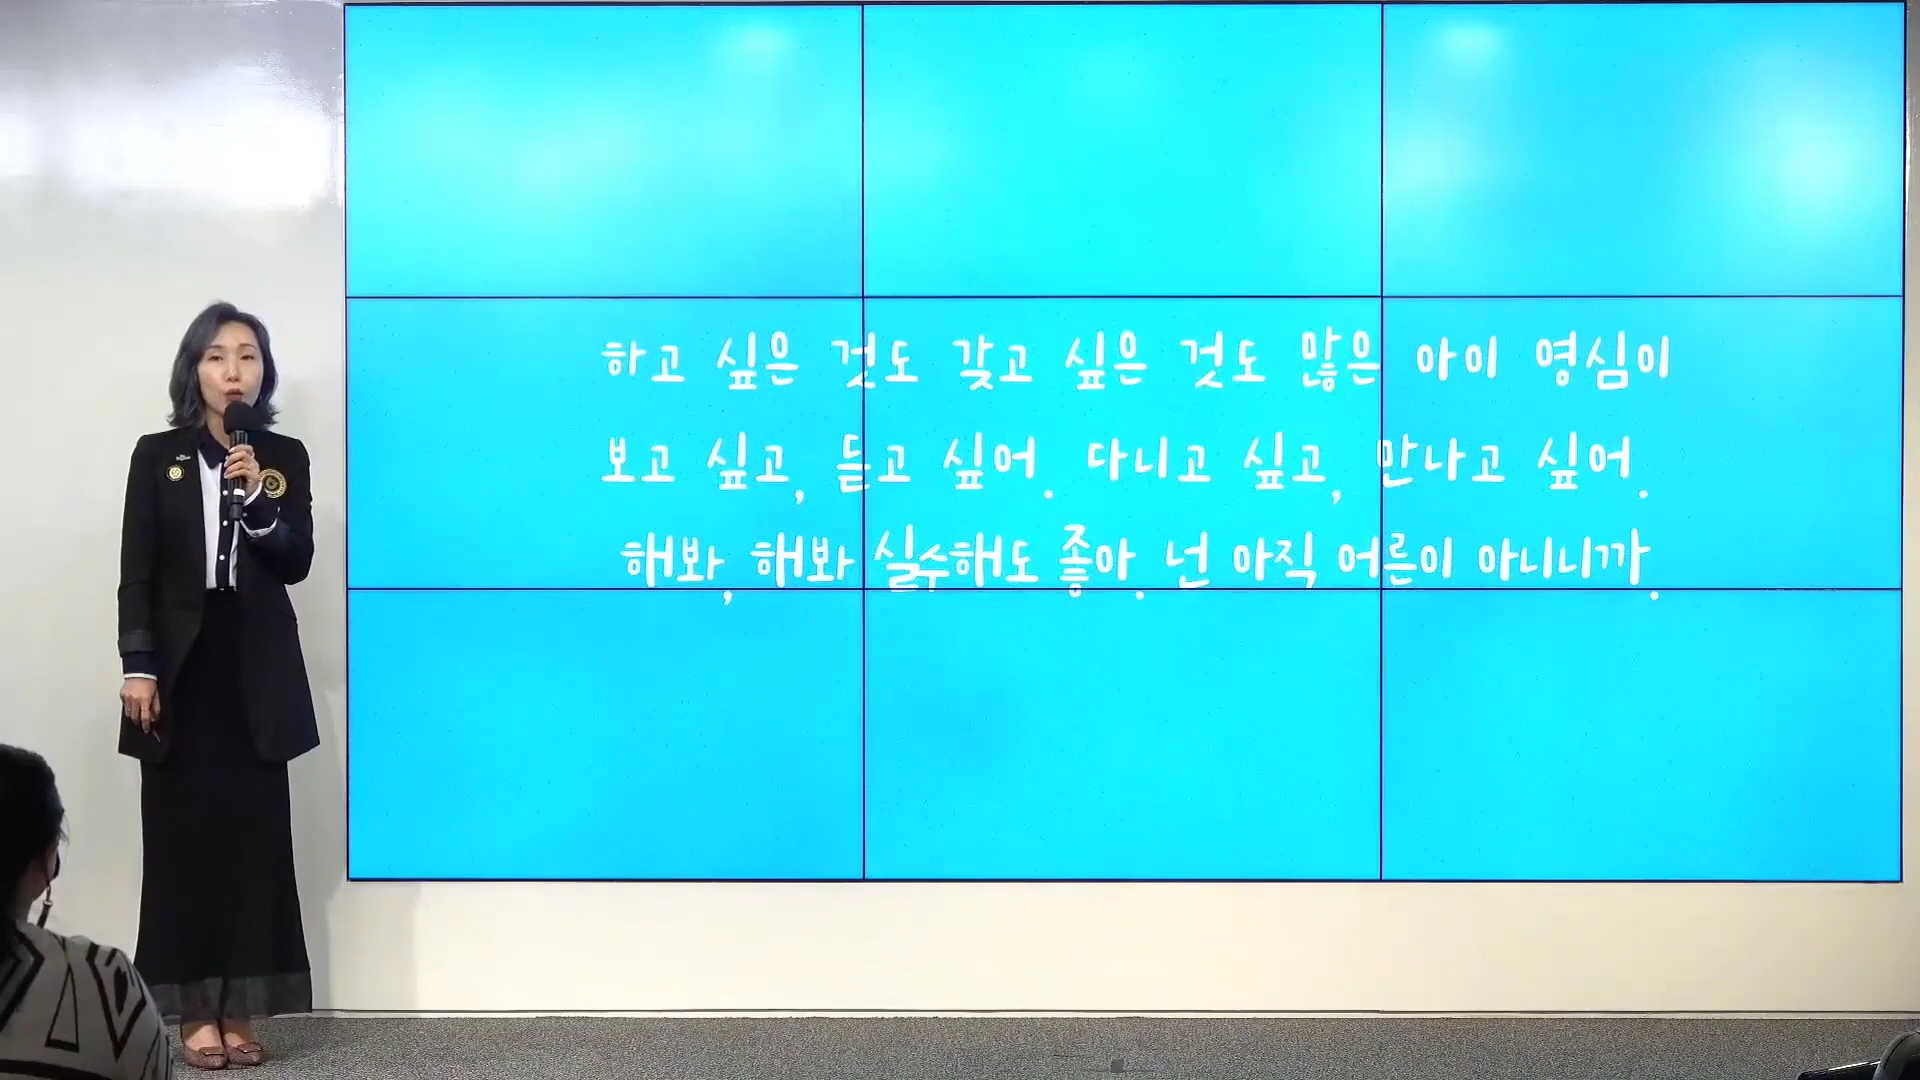 하고 싶은 것도 갖고 싶은 것도 많은 아이 영심이
보고 싶고, 듣고 싶어. 다니고 싶고, 만나고 싶어.
해봐, 해봐 실수해도 좋아. 넌 아직 어른이 아니니까.